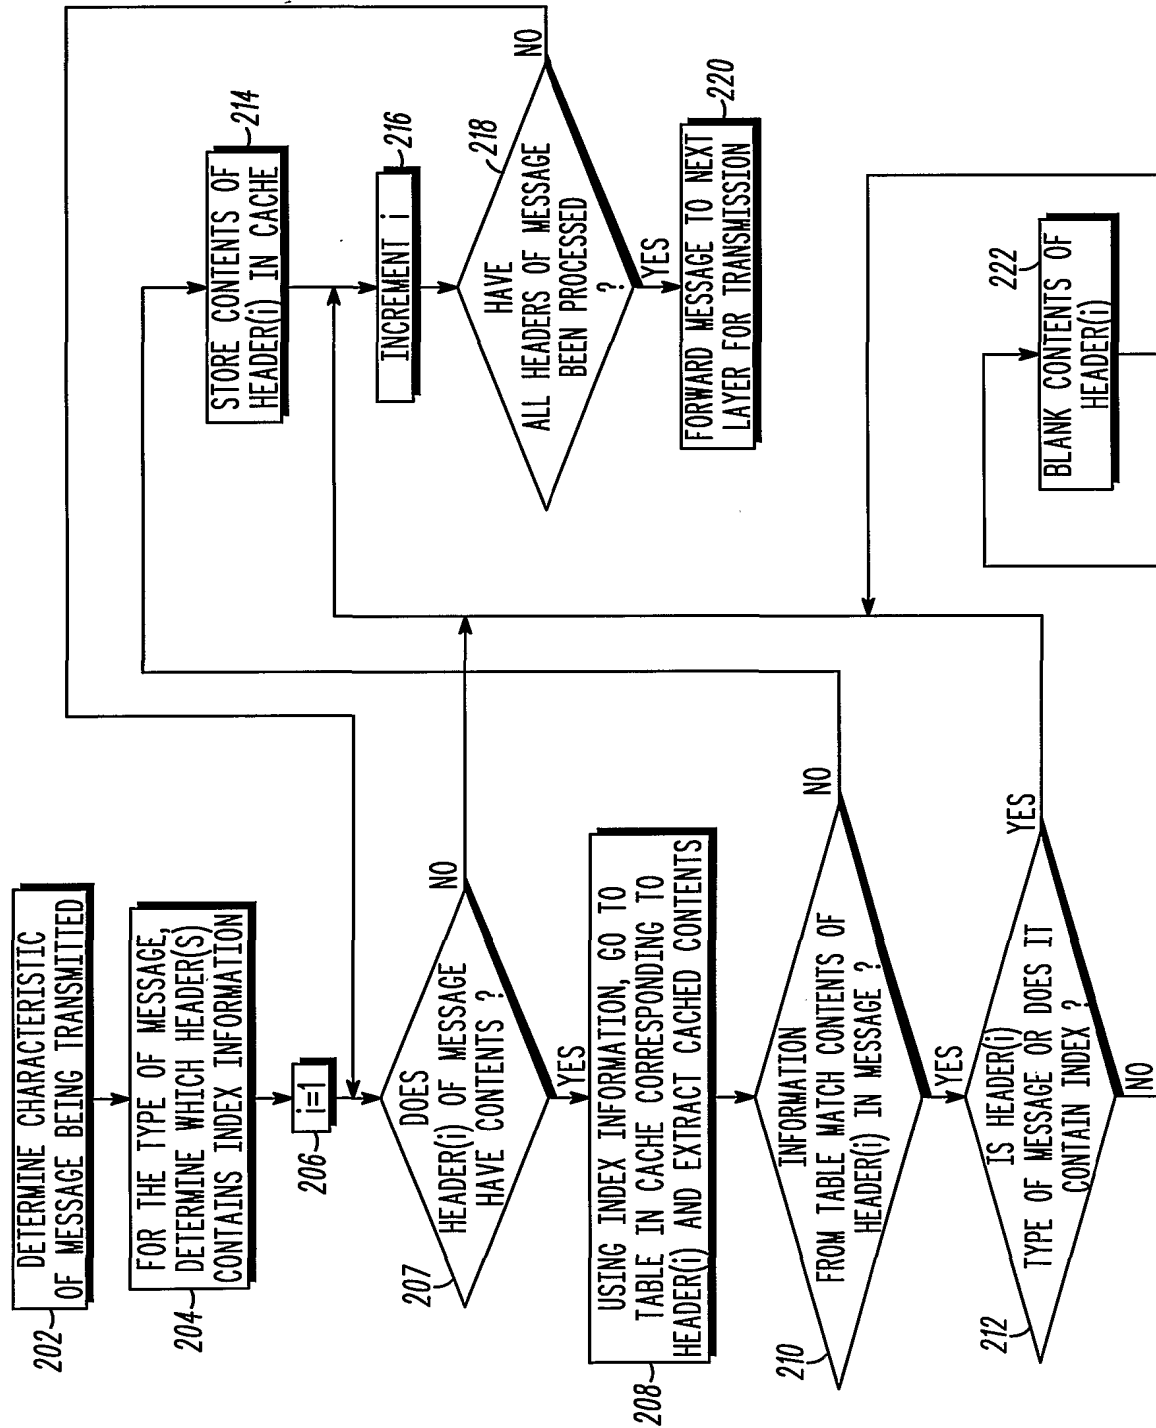 DETERMINE CHARACTERISTIC
OF MESSAGE BEING TRANSMITTED
202
FOR THE TYPE OF MESSAGE,
DETERMINE WHICH HEADER(S)
CONTAINS INDEX INFORMATION
204
i=1
206
DOES
HEADER(i) OF MESSAGE
HAVE CONTENTS ?
207
NO
YES
USING INDEX INFORMATION, GO TO
TABLE IN CACHE CORRESPONDING TO
HEADER(i) AND EXTRACT CACHED CONTENTS
208
INFORMATION
FROM TABLE MATCH CONTENTS OF
HEADER(i) IN MESSAGE ?
210
NO
YES
IS HEADER(i)
TYPE OF MESSAGE OR DOES IT
CONTAIN INDEX ?
212
YES
NO
STORE CONTENTS OF
HEADER(i) IN CACHE
214
INCREMENT i
216
HAVE
ALL HEADERS OF MESSAGE
BEEN PROCESSED
?
218
NO
YES
FORWARD MESSAGE TO NEXT
LAYER FOR TRANSMISSION
220
222
BLANK CONTENTS OF
HEADER(i)